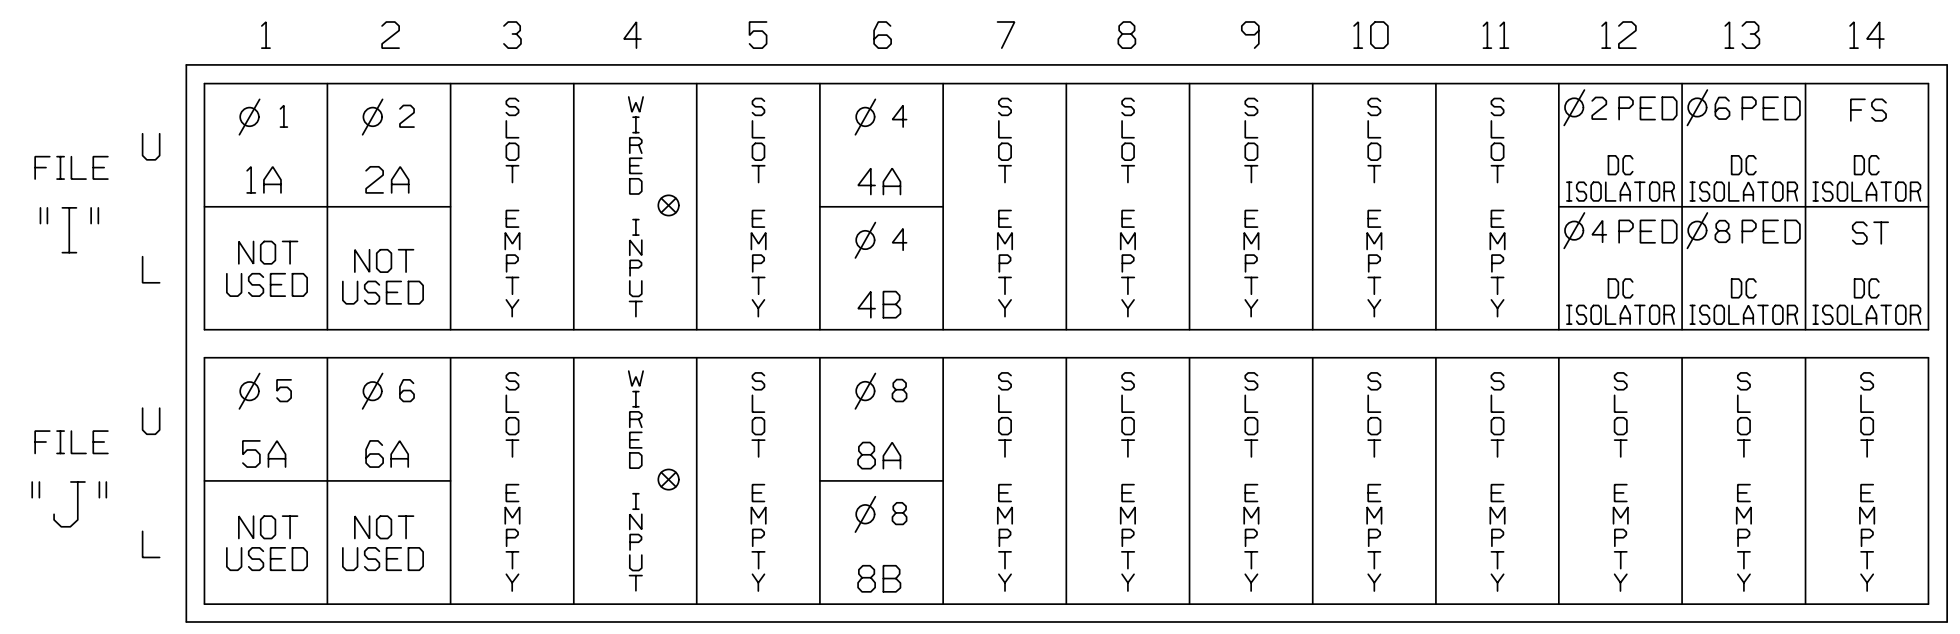 1 2 3 4 5 6 7 8 9 10 11 12 13 14
FILE "I"
U
L
Ø 1
1A
NOT
USED
Ø 2
2A
NOT
USED
SLOT EMPTY
WIRED INPUT
SLOT EMPTY
Ø 4
4A
Ø 4
4B
SLOT EMPTY
SLOT EMPTY
SLOT EMPTY
SLOT EMPTY
SLOT EMPTY
Ø2 PED
DC
ISOLATOR
Ø4 PED
DC
ISOLATOR
Ø6 PED
DC
ISOLATOR
Ø8 PED
DC
ISOLATOR
FS
DC
ISOLATOR
ST
DC
ISOLATOR
FILE "J"
U
L
Ø 5
5A
NOT
USED
Ø 6
6A
NOT
USED
SLOT EMPTY
WIRED INPUT
SLOT EMPTY
Ø 8
8A
Ø 8
8B
SLOT EMPTY
SLOT EMPTY
SLOT EMPTY
SLOT EMPTY
SLOT EMPTY
SLOT EMPTY
SLOT EMPTY
SLOT EMPTY